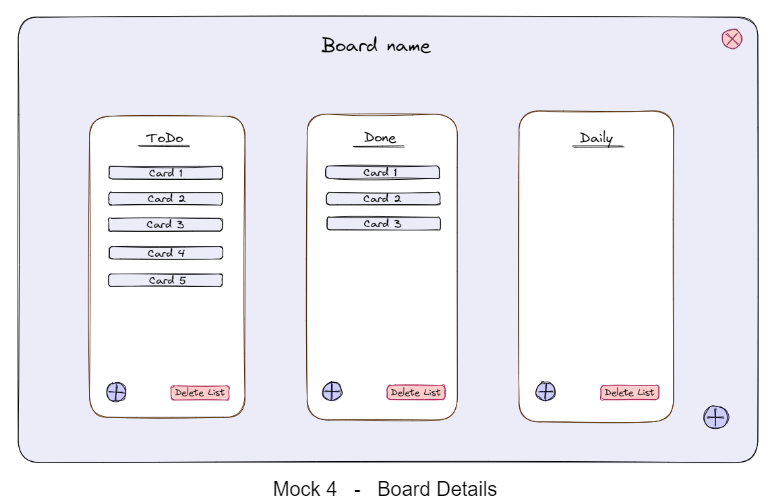 Board name
ToDo
Card 1
Card 2
Card 3
Card 4
Card 5
Delete List
Done
Card 1
Card 2
Card 3
Delete List
Daily
Delete List
Mock 4 - Board Details